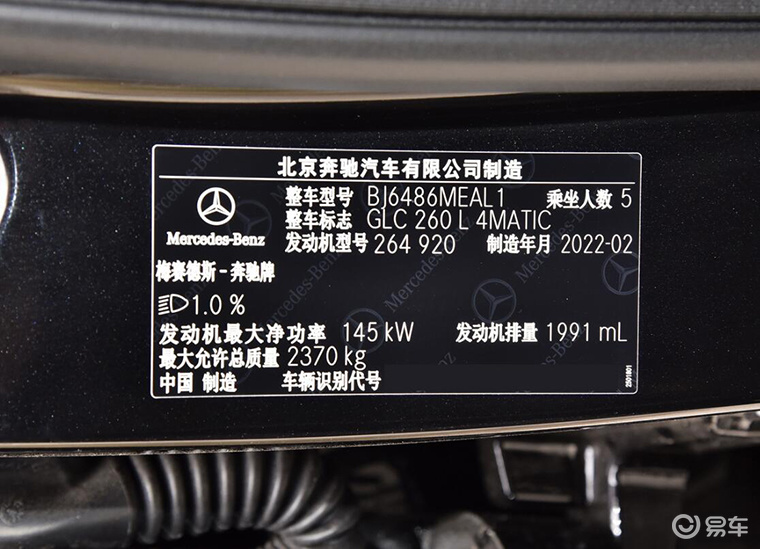 北京奔驰汽车有限公司制造
整车型号 BJ6486MEAL1 乘坐人数 5
整车标志 GLC 260 L 4MATIC
Mercedes-Benz 发动机型号 264 920 制造年月 2022-02
梅赛德斯-奔驰牌
1.0 %
发动机最大净功率 145 kW 发动机排量 1991 mL
最大允许总质量 2370 kg
中国 制造 车辆识别代号
易车